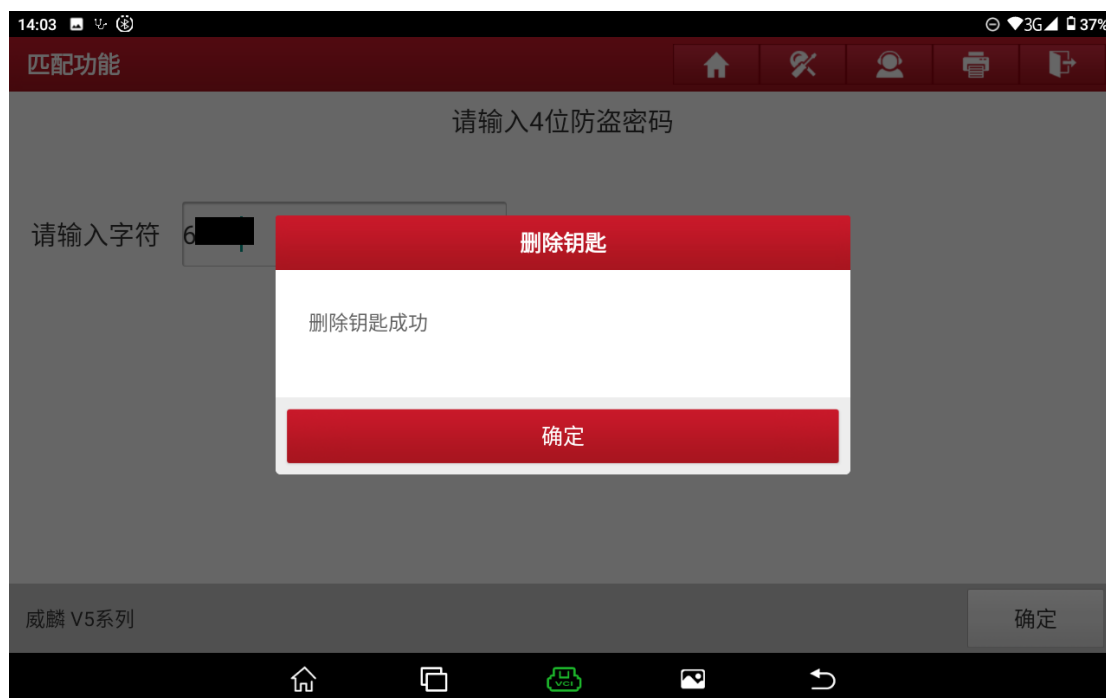 14:03 3G 37%
匹配功能
请输入4位防盗密码
请输入字符 6
删除钥匙
删除钥匙成功
确定
威麟 V5系列 确定
VCI